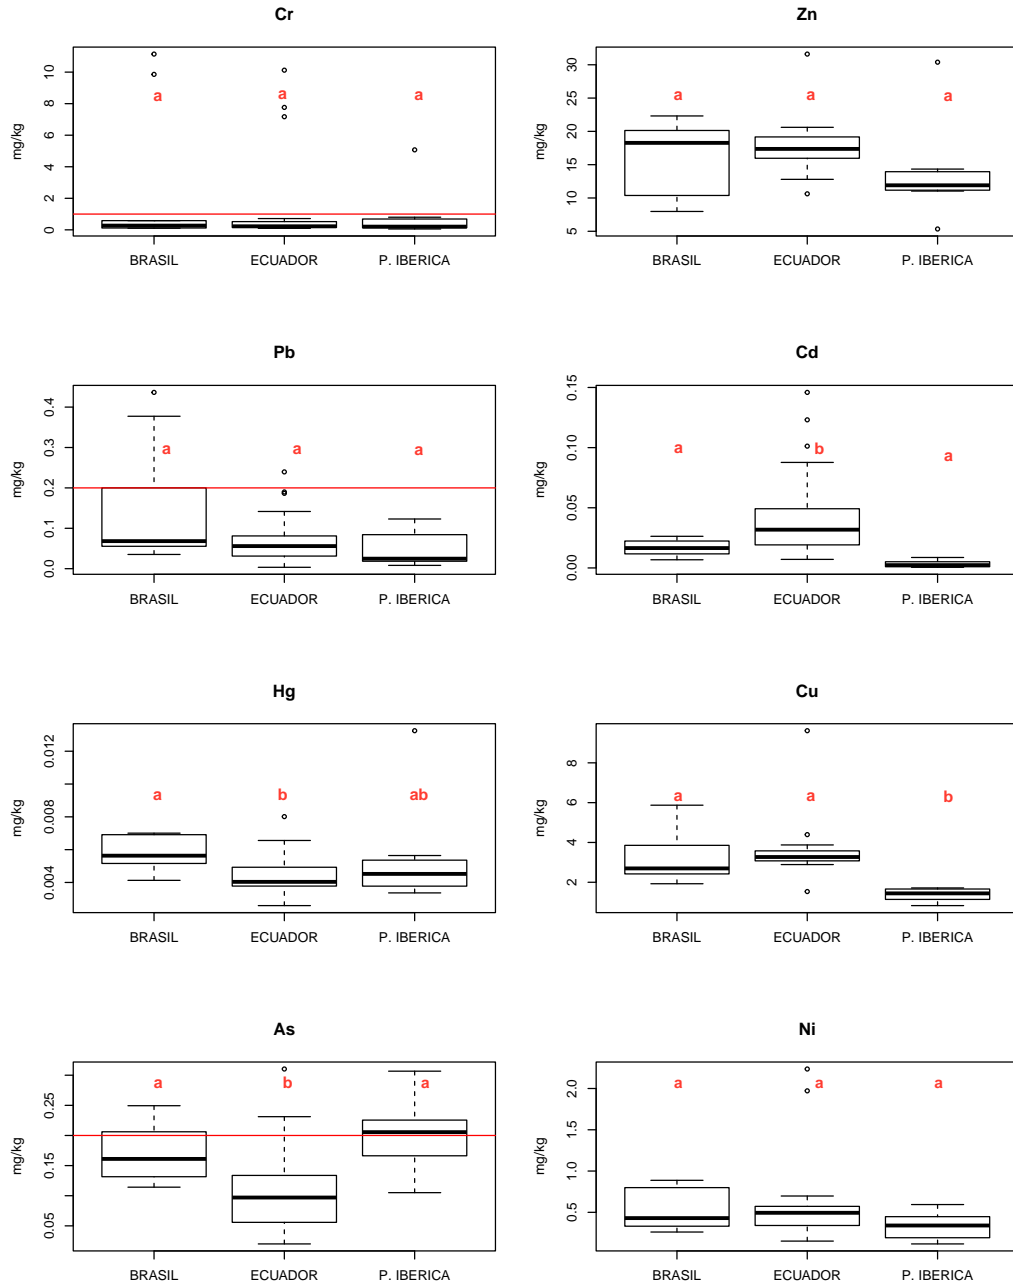 Cr
mg/kg
10
8
6
4
2
0
a
a
a
BRASIL
ECUADOR
P. IBERICA
Zn
mg/kg
30
25
20
15
10
5
a
a
a
BRASIL
ECUADOR
P. IBERICA
Pb
mg/kg
0.4
0.3
0.2
0.1
0.0
a
a
a
BRASIL
ECUADOR
P. IBERICA
Cd
mg/kg
0.15
0.10
0.05
0.00
a
b
a
BRASIL
ECUADOR
P. IBERICA
Hg
mg/kg
0.012
0.008
0.004
a
b
ab
BRASIL
ECUADOR
P. IBERICA
Cu
mg/kg
8
6
4
2
a
a
b
BRASIL
ECUADOR
P. IBERICA
As
mg/kg
0.25
0.15
0.05
a
b
a
BRASIL
ECUADOR
P. IBERICA
Ni
mg/kg
2.0
1.5
1.0
0.5
a
a
a
BRASIL
ECUADOR
P. IBERICA